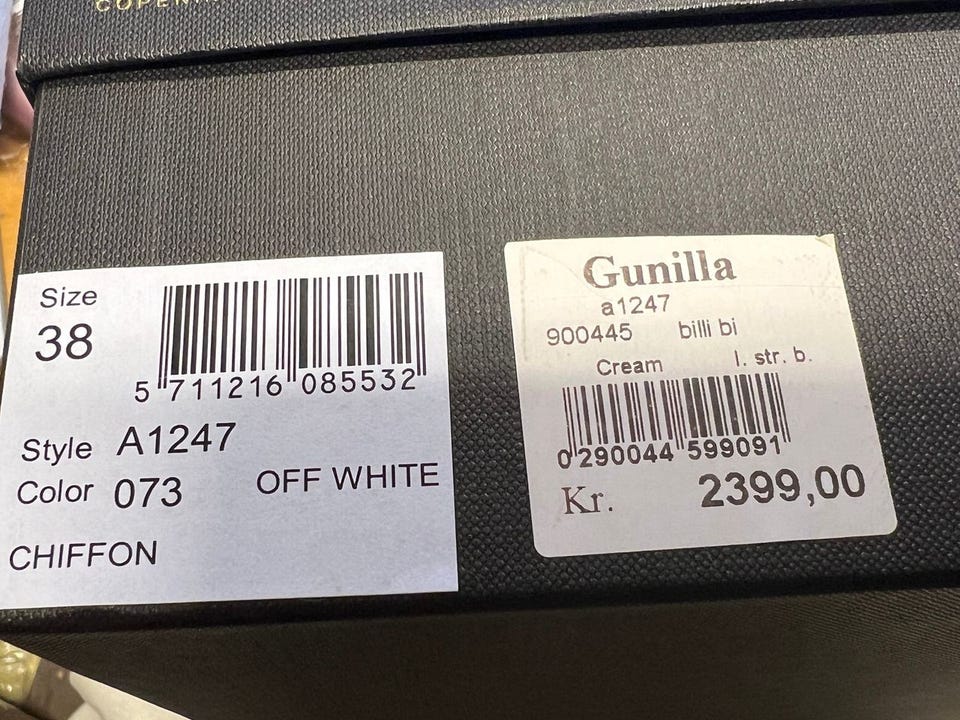 Size
38
5 711216 085532
Style A1247
Color 073 OFF WHITE
CHIFFON
Gunilla
a1247
900445 billi bi
Cream l. str. b.
0 290044 599091
Kr. 2399,00